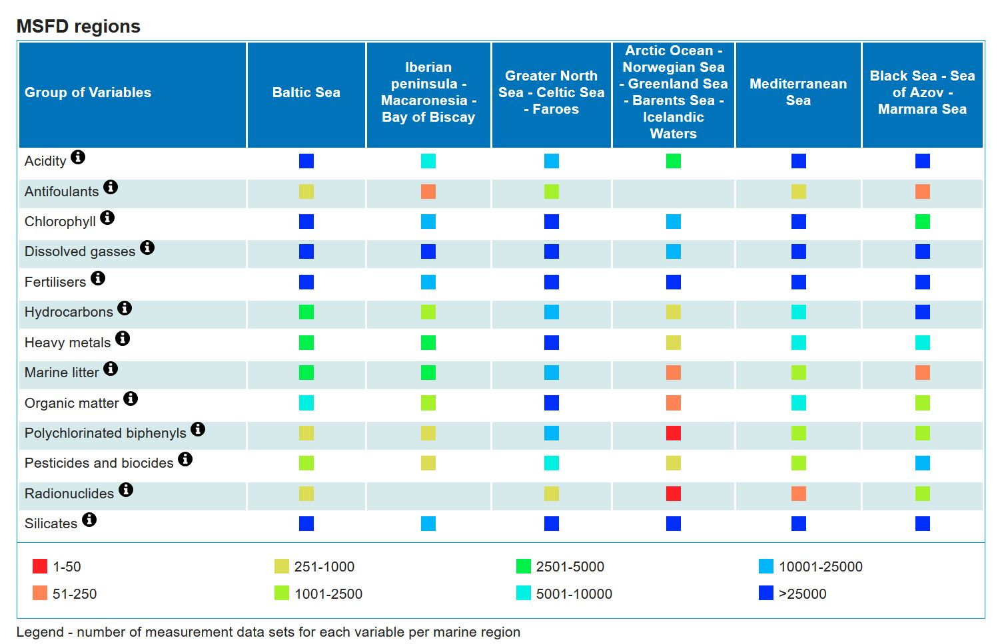 MSFD regions
Group of Variables
Baltic Sea
Iberian
peninsula -
Macaronesia -
Bay of Biscay
Greater North
Sea - Celtic Sea
- Faroes
Arctic Ocean -
Norwegian Sea
- Greenland Sea
- Barents Sea -
Icelandic
Waters
Mediterranean
Sea
Black Sea - Sea
of Azov -
Marmara Sea
Acidity
Antifoulants
Chlorophyll
Dissolved gasses
Fertilisers
Hydrocarbons
Heavy metals
Marine litter
Organic matter
Polychlorinated biphenyls
Pesticides and biocides
Radionuclides
Silicates
1-50
251-1000
2501-5000
10001-25000
51-250
1001-2500
5001-10000
>25000
Legend - number of measurement data sets for each variable per marine region